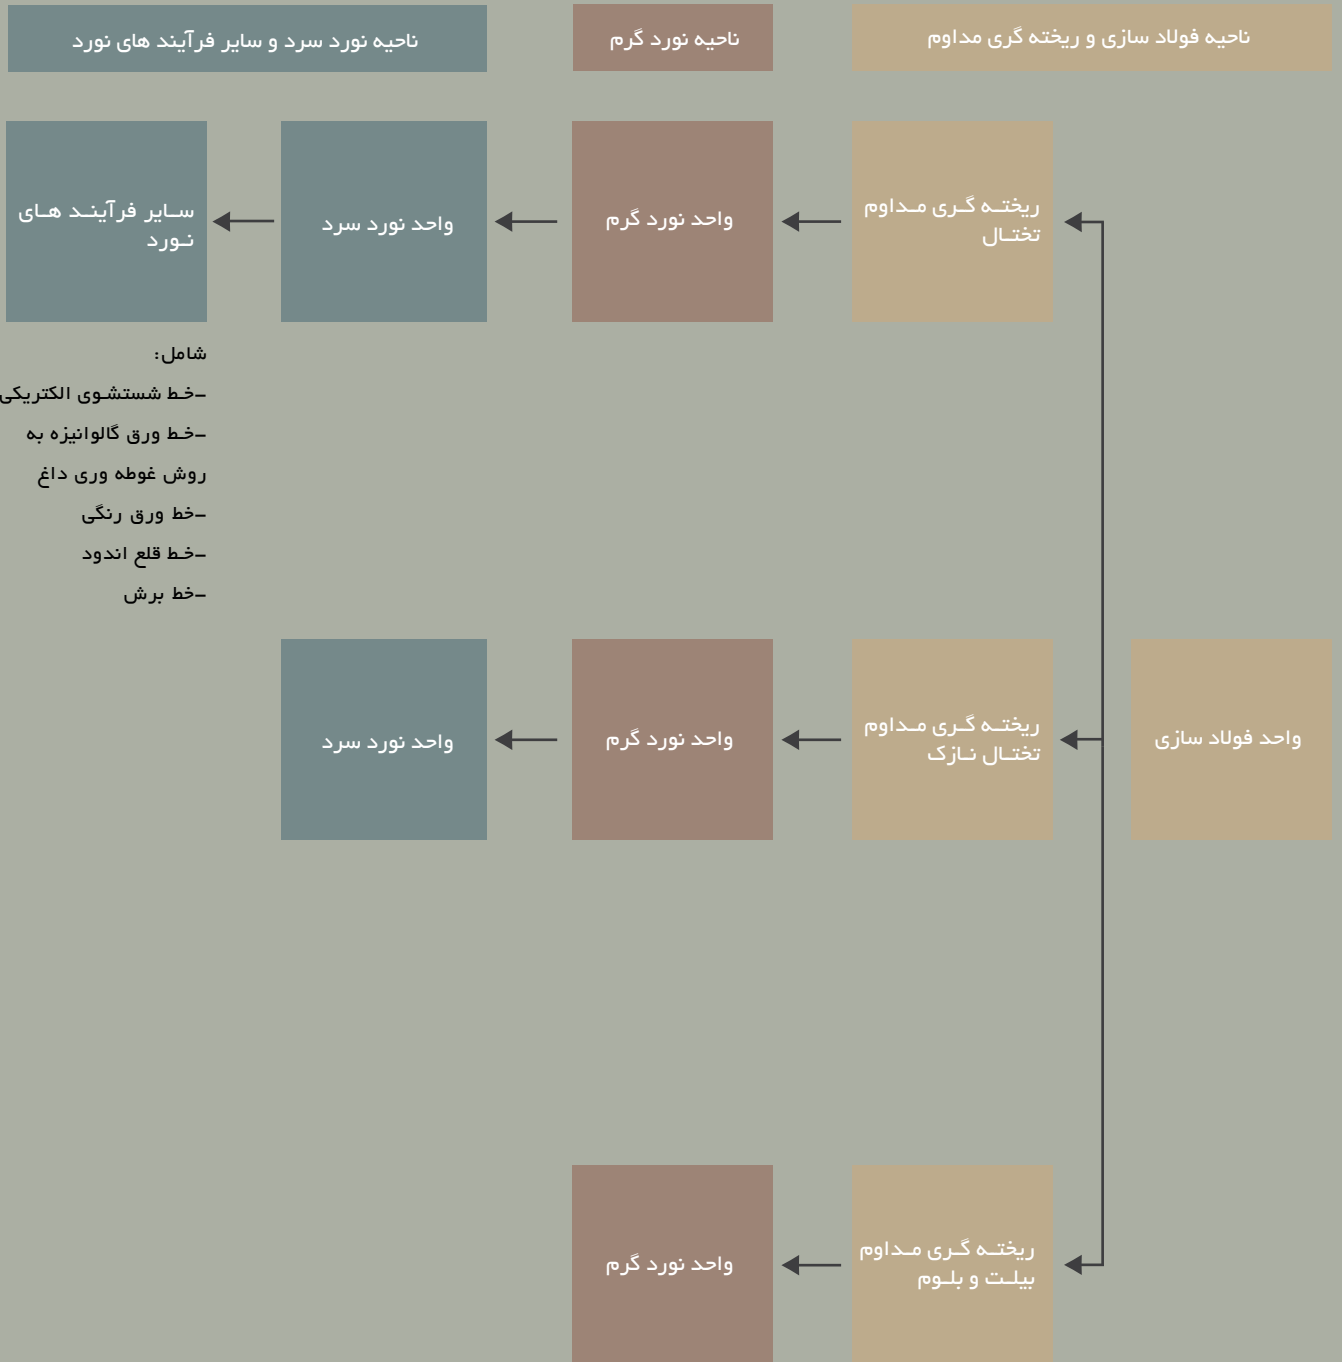 ناحیه فولاد سازی و ریخته گری مداوم
ناحیه نورد گرم
ناحیه نورد سرد و سایر فرآیند های نورد
ریخته گری مداوم
تختال
واحد نورد گرم
واحد نورد سرد
سایر فرآیند های
نورد
شامل:
-خط شستشوی الکتریکی
-خط ورق گالوانیزه به
روش غوطه وری داغ
-خط ورق رنگی
-خط قلع اندود
-خط برش
واحد فولاد سازی
ریخته گری مداوم
تختال نازک
واحد نورد گرم
واحد نورد سرد
ریخته گری مداوم
بیلت و بلوم
واحد نورد گرم